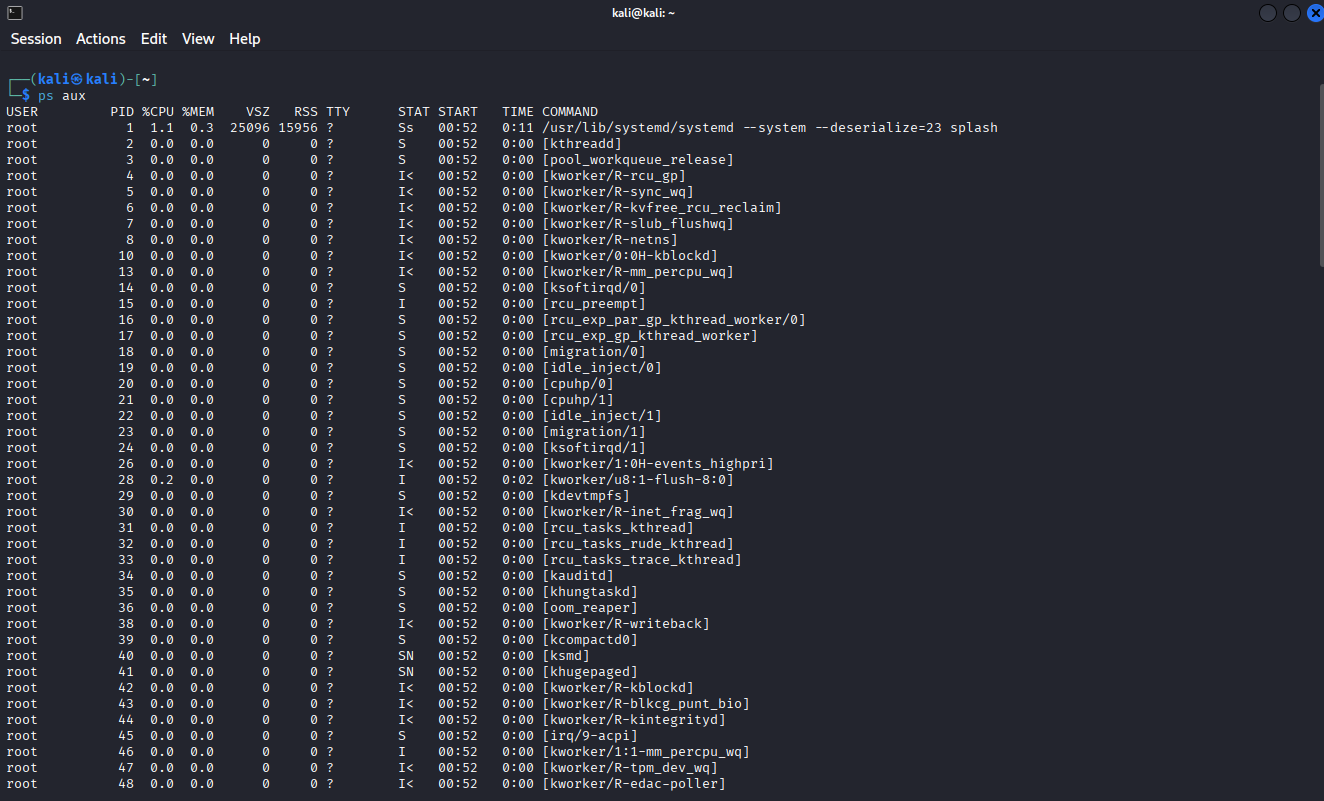 kali@kali: ~
Session Actions Edit View Help
┌──(kali㉿kali)-[~]
└─$ ps aux
USER PID %CPU %MEM VSZ RSS TTY STAT START TIME COMMAND
root 1 1.1 0.3 25096 15956 ? Ss 00:52 0:11 /usr/lib/systemd/systemd --system --deserialize=23 splash
root 2 0.0 0.0 0 0 ? S 00:52 0:00 [kthreadd]
root 3 0.0 0.0 0 0 ? S 00:52 0:00 [pool_workqueue_release]
root 4 0.0 0.0 0 0 ? I< 00:52 0:00 [kworker/R-rcu_gp]
root 5 0.0 0.0 0 0 ? I< 00:52 0:00 [kworker/R-sync_wq]
root 6 0.0 0.0 0 0 ? I< 00:52 0:00 [kworker/R-kvfree_rcu_reclaim]
root 7 0.0 0.0 0 0 ? I< 00:52 0:00 [kworker/R-slub_flushwq]
root 8 0.0 0.0 0 0 ? I< 00:52 0:00 [kworker/R-netns]
root 10 0.0 0.0 0 0 ? I< 00:52 0:00 [kworker/0:0H-kblockd]
root 13 0.0 0.0 0 0 ? I< 00:52 0:00 [kworker/R-mm_percpu_wq]
root 14 0.0 0.0 0 0 ? S 00:52 0:00 [ksoftirqd/0]
root 15 0.0 0.0 0 0 ? I 00:52 0:00 [rcu_preempt]
root 16 0.0 0.0 0 0 ? S 00:52 0:00 [rcu_exp_par_gp_kthread_worker/0]
root 17 0.0 0.0 0 0 ? S 00:52 0:00 [rcu_exp_gp_kthread_worker]
root 18 0.0 0.0 0 0 ? S 00:52 0:00 [migration/0]
root 19 0.0 0.0 0 0 ? S 00:52 0:00 [idle_inject/0]
root 20 0.0 0.0 0 0 ? S 00:52 0:00 [cpuhp/0]
root 21 0.0 0.0 0 0 ? S 00:52 0:00 [cpuhp/1]
root 22 0.0 0.0 0 0 ? S 00:52 0:00 [idle_inject/1]
root 23 0.0 0.0 0 0 ? S 00:52 0:00 [migration/1]
root 24 0.0 0.0 0 0 ? S 00:52 0:00 [ksoftirqd/1]
root 26 0.0 0.0 0 0 ? I< 00:52 0:00 [kworker/1:0H-events_highpri]
root 28 0.2 0.0 0 0 ? I 00:52 0:02 [kworker/u8:1-flush-8:0]
root 29 0.0 0.0 0 0 ? S 00:52 0:00 [kdevtmpfs]
root 30 0.0 0.0 0 0 ? I< 00:52 0:00 [kworker/R-inet_frag_wq]
root 31 0.0 0.0 0 0 ? I 00:52 0:00 [rcu_tasks_kthread]
root 32 0.0 0.0 0 0 ? I 00:52 0:00 [rcu_tasks_rude_kthread]
root 33 0.0 0.0 0 0 ? I 00:52 0:00 [rcu_tasks_trace_kthread]
root 34 0.0 0.0 0 0 ? S 00:52 0:00 [kauditd]
root 35 0.0 0.0 0 0 ? S 00:52 0:00 [khungtaskd]
root 36 0.0 0.0 0 0 ? S 00:52 0:00 [oom_reaper]
root 38 0.0 0.0 0 0 ? I< 00:52 0:00 [kworker/R-writeback]
root 39 0.0 0.0 0 0 ? S 00:52 0:00 [kcompactd0]
root 40 0.0 0.0 0 0 ? SN 00:52 0:00 [ksmd]
root 41 0.0 0.0 0 0 ? SN 00:52 0:00 [khugepaged]
root 42 0.0 0.0 0 0 ? I< 00:52 0:00 [kworker/R-kblockd]
root 43 0.0 0.0 0 0 ? I< 00:52 0:00 [kworker/R-blkcg_punt_bio]
root 44 0.0 0.0 0 0 ? I< 00:52 0:00 [kworker/R-kintegrityd]
root 45 0.0 0.0 0 0 ? S 00:52 0:00 [irq/9-acpi]
root 46 0.0 0.0 0 0 ? I 00:52 0:00 [kworker/1:1-mm_percpu_wq]
root 47 0.0 0.0 0 0 ? I< 00:52 0:00 [kworker/R-tpm_dev_wq]
root 48 0.0 0.0 0 0 ? I< 00:52 0:00 [kworker/R-edac-poller]